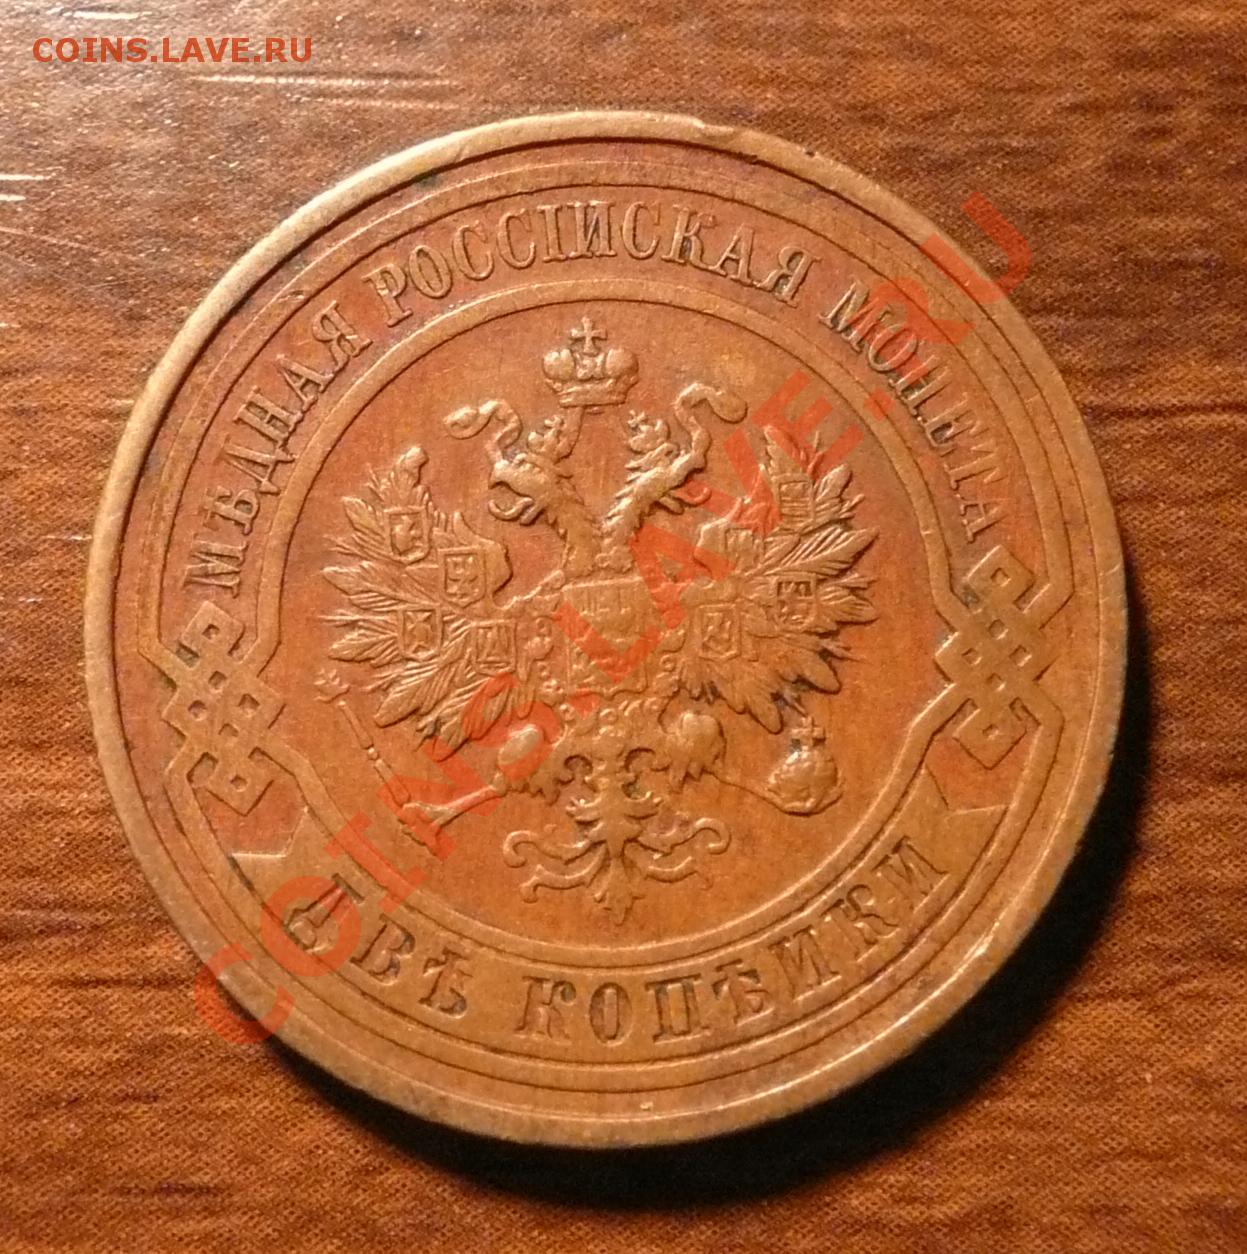 COINS.LAVE.RU
МѢДНАЯ РОССІЙСКАЯ МОНЕТА
ДВѢ КОПѢЙКИ
COINS.LAVE.RU